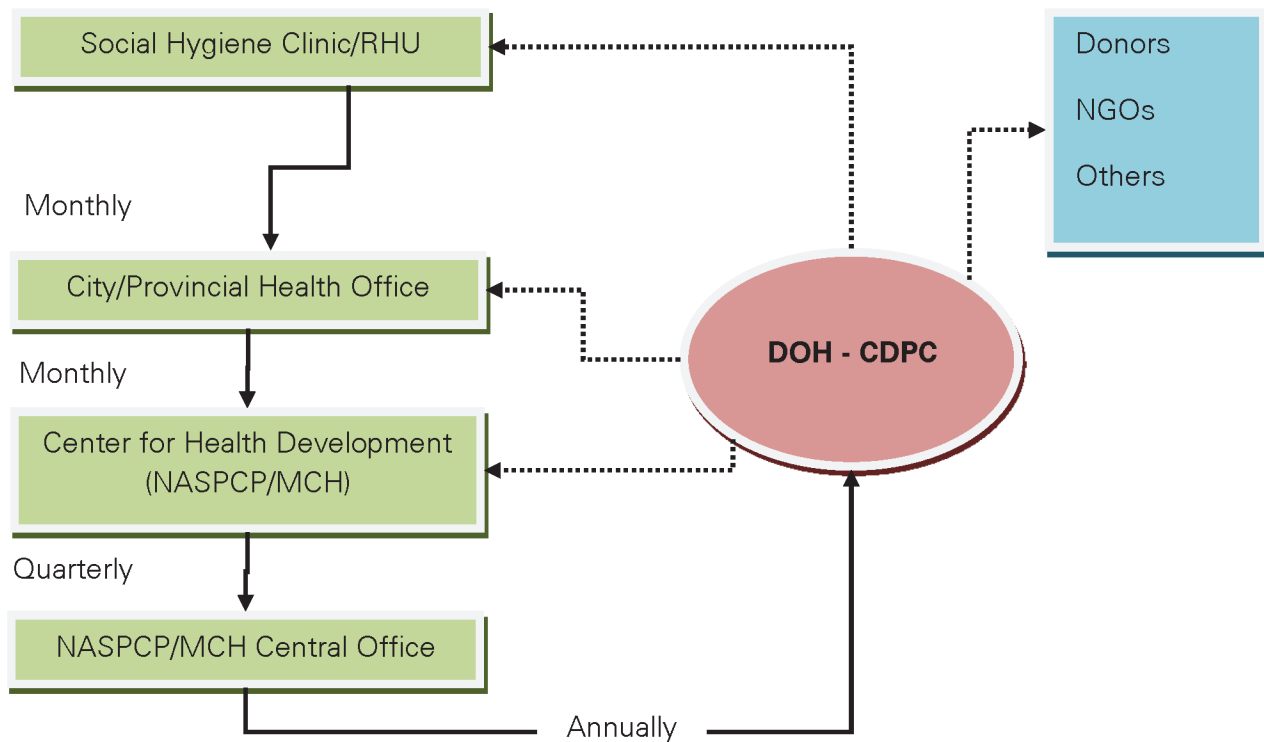 Social Hygiene Clinic/RHU
Monthly
City/Provincial Health Office
Monthly
Center for Health Development
(NASPCP/MCH)
Quarterly
NASPCP/MCH Central Office
Annually
DOH - CDPC
Donors
NGOs
Others